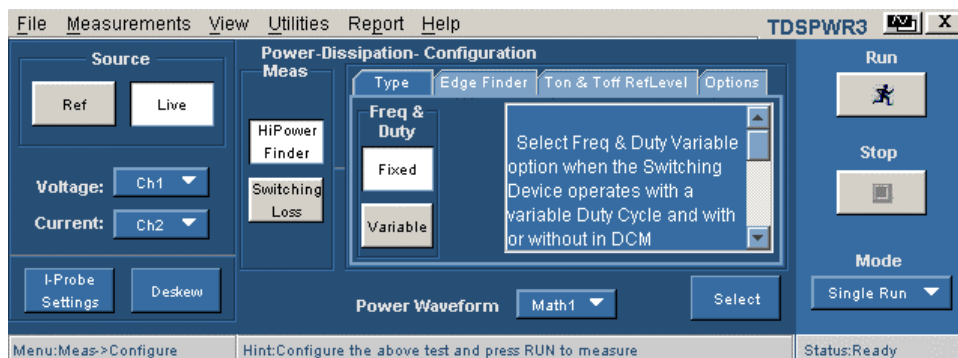 File Measurements View Utilities Report Help TDSPWR3 X
Source
Ref Live
Voltage: Ch1
Current: Ch2
I-Probe
Settings
Deskew
Power-Dissipation- Configuration
Meas
HiPower
Finder
Switching
Loss
Type Edge Finder Ton & Toff RefLevel Options
Freq &
Duty
Fixed
Variable
Select Freq & Duty Variable
option when the Switching
Device operates with a
variable Duty Cycle and with
or without in DCM
Power Waveform Math1 Select
Run
Stop
Mode
Single Run
Menu:Meas->Configure Hint:Configure the above test and press RUN to measure Status:Ready